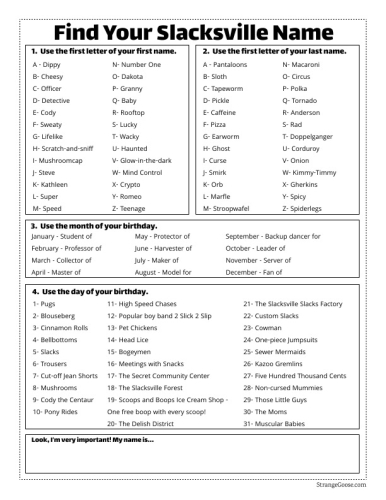 Find Your Slacksville Name
1. Use the first letter of your first name.
A - Dippy
B- Cheesy
C- Officer
D- Detective
E- Cody
F- Sweaty
G- Lifelike
H- Scratch-and-sniff
I- Mushroomcap
J- Steve
K- Kathleen
L- Super
M- Speed
N- Number One
O- Dakota
P- Granny
Q- Baby
R- Rooftop
S- Lucky
T- Wacky
U- Haunted
V- Glow-in-the-dark
W- Mind Control
X- Crypto
Y- Romeo
Z- Teenage
2. Use the first letter of your last name.
A - Pantaloons
B- Sloth
C- Tapeworm
D- Pickle
E- Caffeine
F- Pizza
G- Earworm
H- Ghost
I- Curse
J- Smirk
K- Orb
L- Marfle
M- Stroopwafel
N- Macaroni
O- Circus
P- Polka
Q- Tornado
R- Anderson
S- Rad
T- Doppelganger
U- Corduroy
V- Onion
W- Kimmy-Timmy
X- Gherkins
Y- Spicy
Z- Spiderlegs
3. Use the month of your birthday.
January - Student of
February - Professor of
March - Collector of
April - Master of
May - Protector of
June - Harvester of
July - Maker of
August - Model for
September - Backup dancer for
October - Leader of
November - Server of
December - Fan of
4. Use the day of your birthday.
1- Pugs
2- Blouseberg
3- Cinnamon Rolls
4- Bellbottoms
5- Slacks
6- Trousers
7- Cut-off Jean Shorts
8- Mushrooms
9- Cody the Centaur
10- Pony Rides
11- High Speed Chases
12- Popular boy band 2 Slick 2 Slip
13- Pet Chickens
14- Head Lice
15- Bogeymen
16- Meetings with Snacks
17- The Secret Community Center
18- The Slacksville Forest
19- Scoops and Boops Ice Cream Shop -
One free boop with every scoop!
20- The Delish District
21- The Slacksville Slacks Factory
22- Custom Slacks
23- Cowman
24- One-piece Jumpsuits
25- Sewer Mermaids
26- Kazoo Gremlins
27- Five Hundred Thousand Cents
28- Non-cursed Mummies
29- Those Little Guys
30- The Moms
31- Muscular Babies
Look, I'm very important! My name is...
StrangeGoose.com